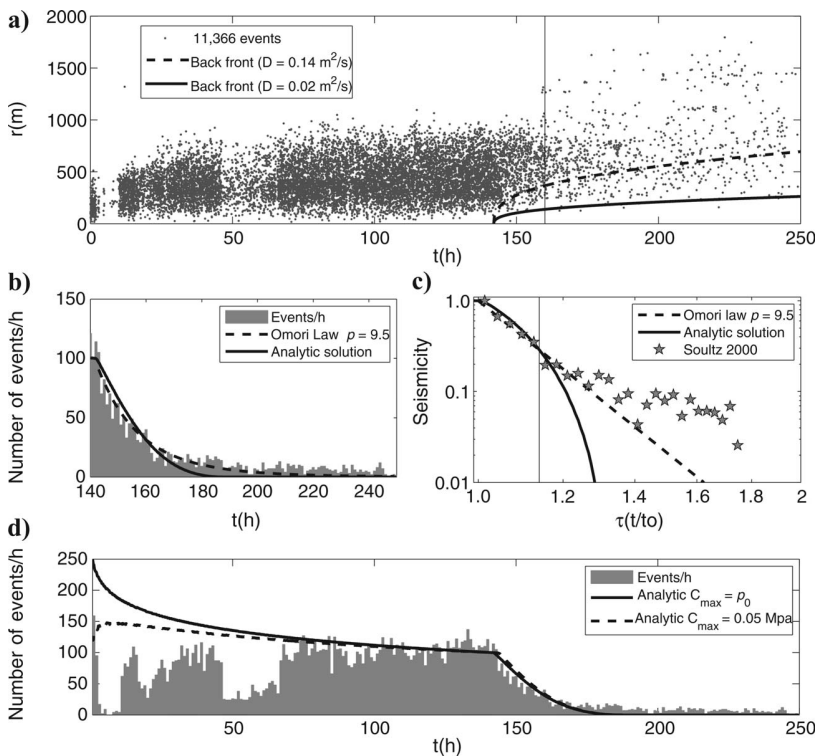 a)
2000
1500
1000
500
0
r(m)
11,366 events
Back front (D = 0.14 m²/s)
Back front (D = 0.02 m²/s)
0 50 100 150 200 250
t(h)
b)
150
100
50
0
Number of events/h
Events/h
Omori Law p = 9.5
Analytic solution
140 160 180 200 220 240
t(h)
c)
1.0
0.1
0.01
Seismicity
Omori law p = 9.5
Analytic solution
Soultz 2000
1.0 1.2 1.4 1.6 1.8 2
τ(t/to)
d)
250
200
150
100
50
0
Number of events/h
Events/h
Analytic Cmax = p0
Analytic Cmax = 0.05 Mpa
50 100 150 200 250
t(h)